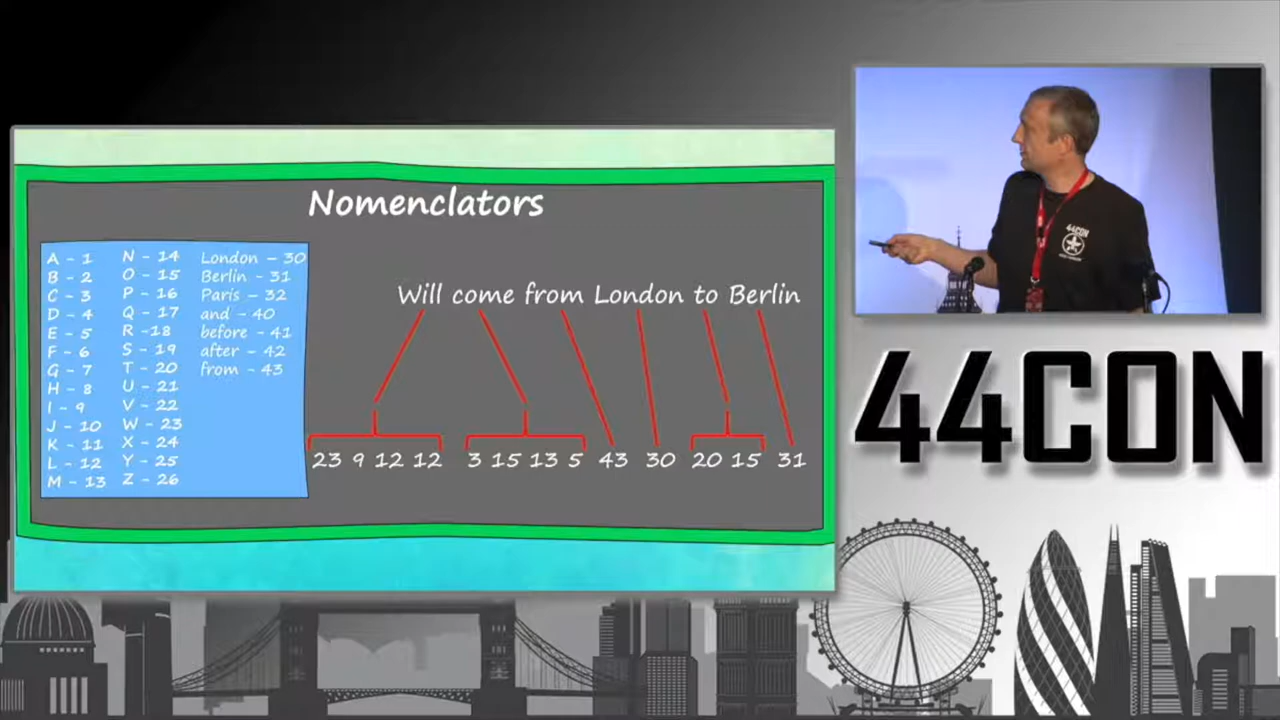 Nomenclators
A - 1
B - 2
C - 3
D - 4
E - 5
F - 6
G - 7
H - 8
I - 9
J - 10
K - 11
L - 12
M - 13
N - 14
O - 15
P - 16
Q - 17
R - 18
S - 19
T - 20
U - 21
V - 22
W - 23
X - 24
Y - 25
Z - 26
London - 30
Berlin - 31
Paris - 32
and - 40
before - 41
after - 42
from - 43
Will come from London to Berlin
23 9 12 12 3 15 13 5 43 30 20 15 31
44CON
44CON